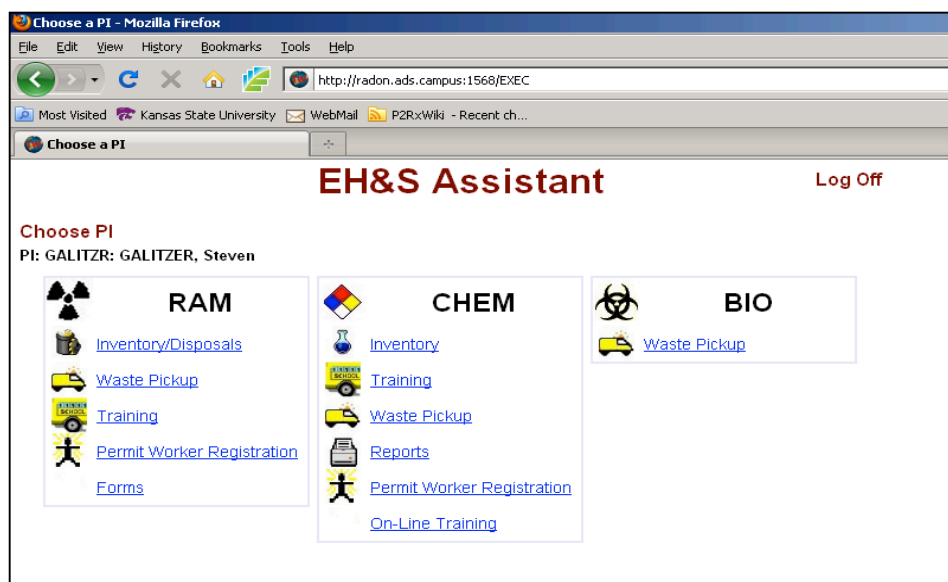 Choose a PI - Mozilla Firefox
File Edit View History Bookmarks Tools Help
http://radon.ads.campus:1568/EXEC
Most Visited Kansas State University WebMail P2RxWiki - Recent ch...
Choose a PI
EH&S Assistant Log Off
Choose PI
PI: GALITZR: GALITZER, Steven
RAM
Inventory/Disposals
Waste Pickup
SCHOOL
Training
Permit Worker Registration
Forms
CHEM
Inventory
SCHOOL
Training
Waste Pickup
Reports
Permit Worker Registration
On-Line Training
BIO
Waste Pickup